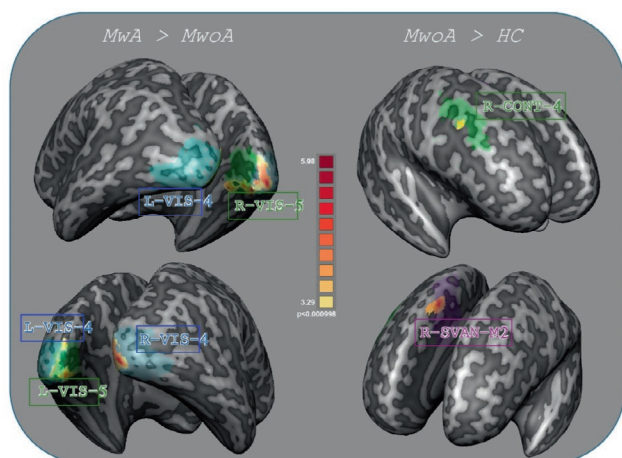 MwA > MwoA
MwoA > HC
R-CONT-4
5.98
L-VIS-4
R-VIS-5
3.29
p<0.000998
L-VIS-4
R-VIS-4
R-SVAN-M2
R-VIS-5